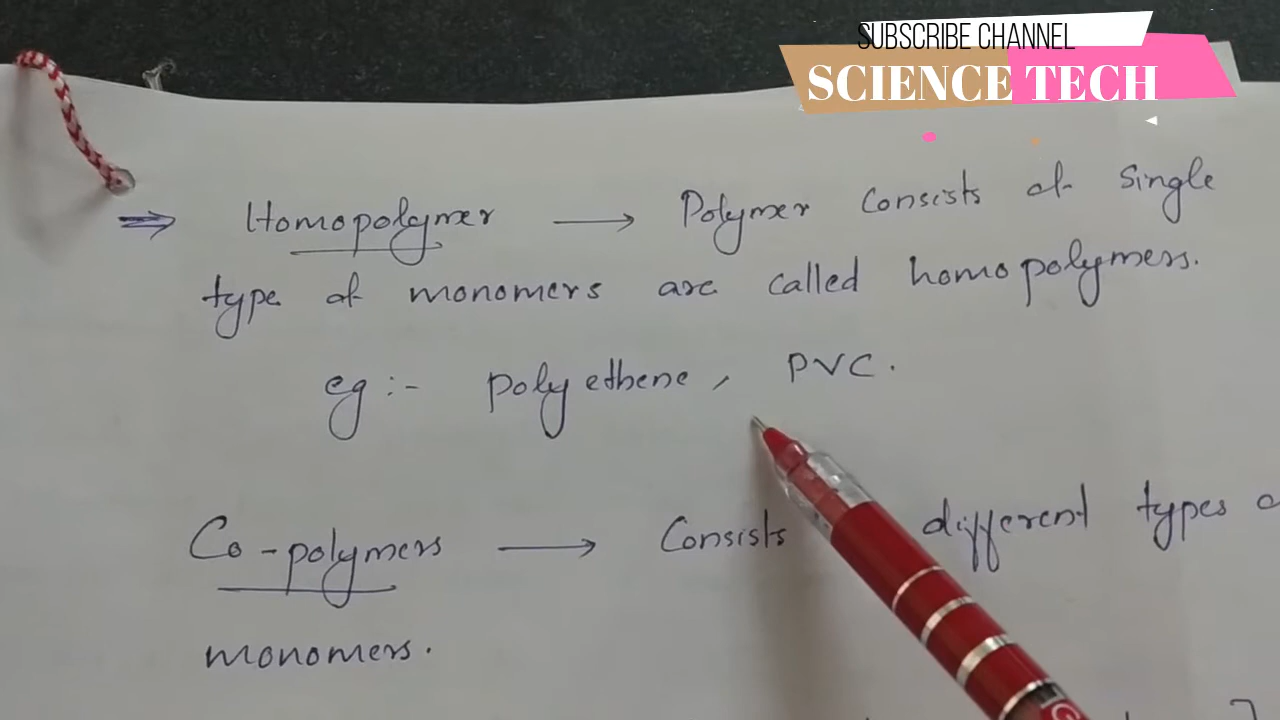 SUBSCRIBE CHANNEL
SCIENCE TECH
⇒ Homopolymer → Polymer consists of single
type of monomers are called homopolymers.
eg :- polyethene, PVC.
Co-polymers → Consists different types
monomers.